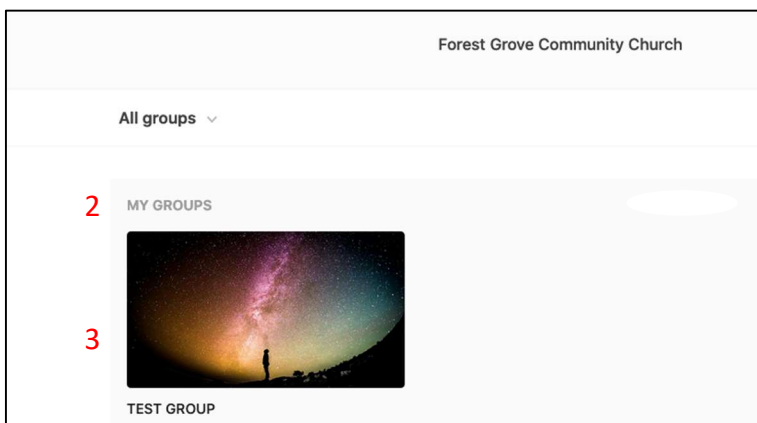 Forest Grove Community Church
All groups
2 MY GROUPS
3
TEST GROUP